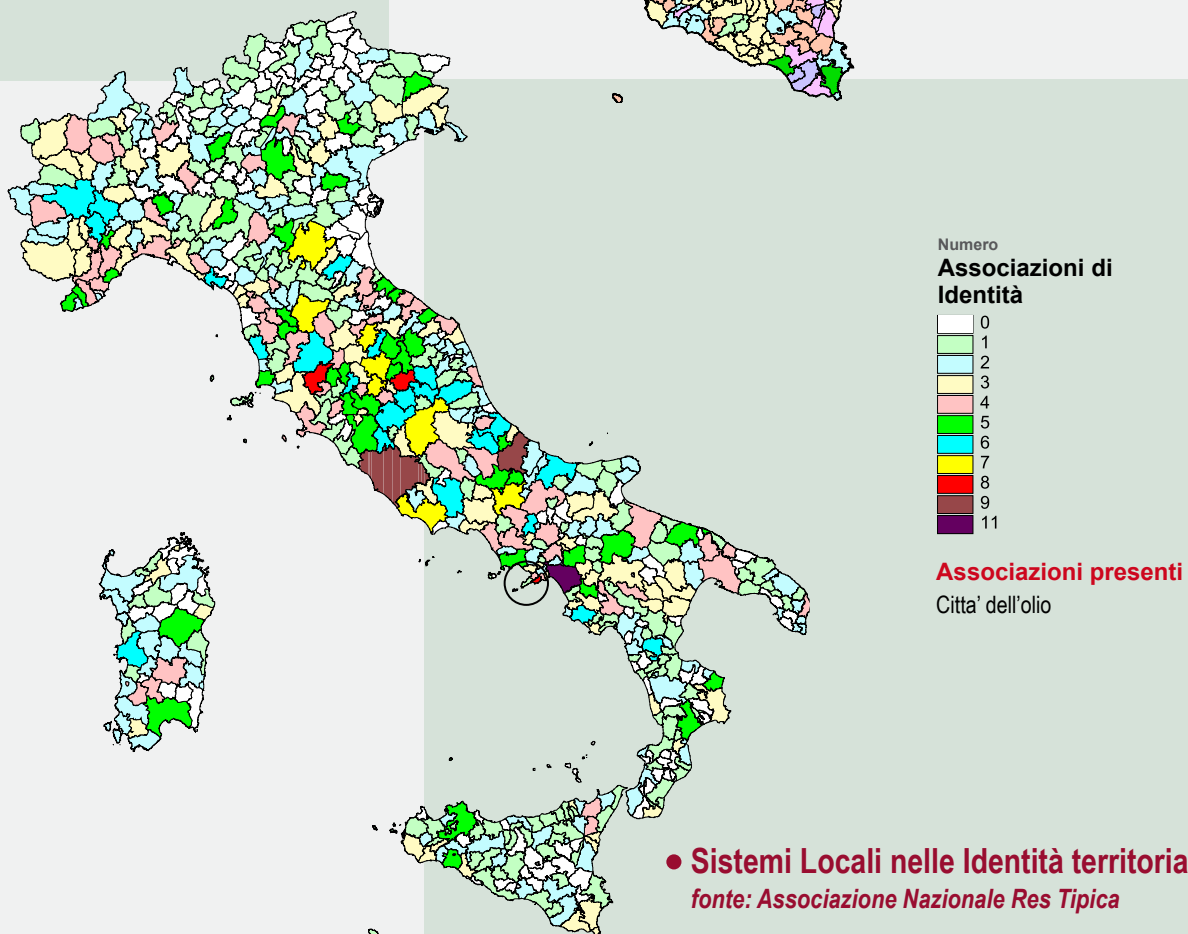 Numero
Associazioni di
Identità
0
1
2
3
4
5
6
7
8
9
11
Associazioni presenti
Citta' dell'olio
• Sistemi Locali nelle Identità territoria
fonte: Associazione Nazionale Res Tipica